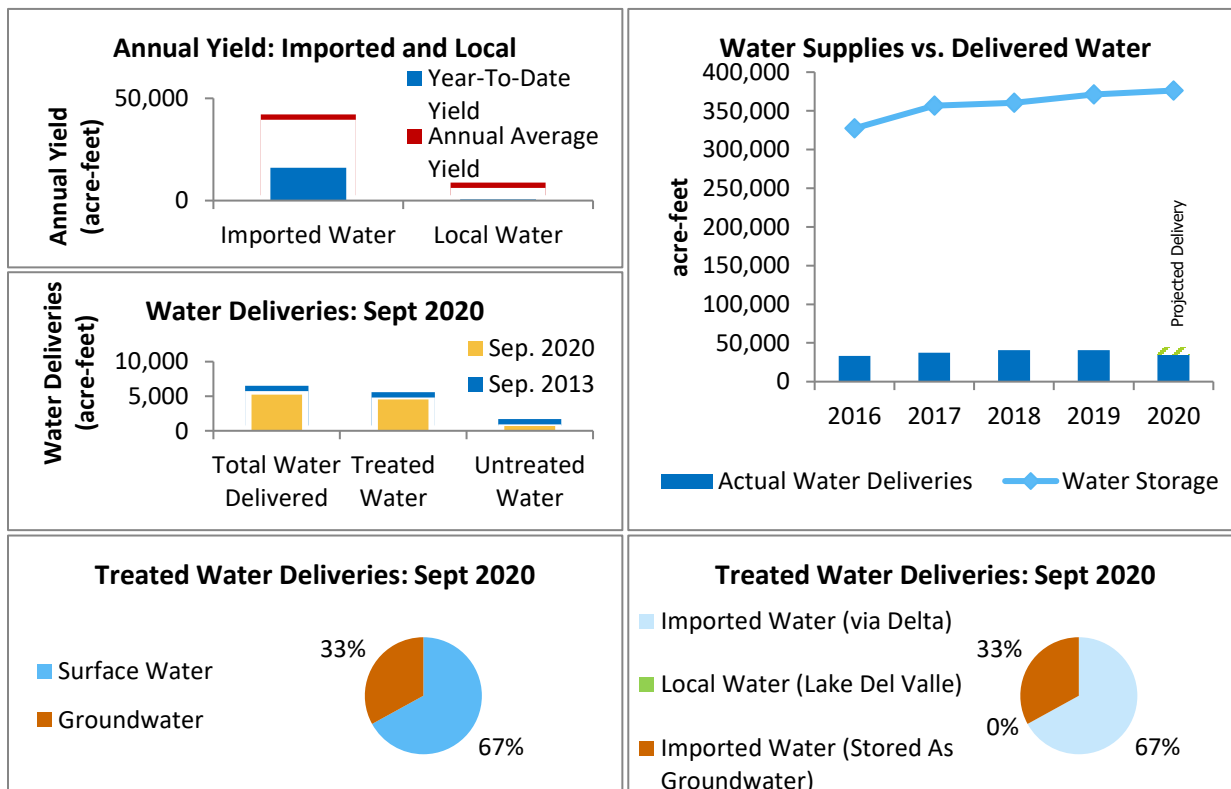 Annual Yield: Imported and Local
Annual Yield
(acre-feet)
50,000
0
Year-To-Date
Yield
Annual Average
Yield
Imported Water
Local Water
Water Deliveries: Sept 2020
Water Deliveries
(acre-feet)
10,000
5,000
0
Sep. 2020
Sep. 2013
Total Water
Delivered
Treated
Water
Untreated
Water
Water Supplies vs. Delivered Water
acre-feet
400,000
350,000
300,000
250,000
200,000
150,000
100,000
50,000
0
Projected Delivery
2016
2017
2018
2019
2020
Actual Water Deliveries
Water Storage
Treated Water Deliveries: Sept 2020
Surface Water
Groundwater
33%
67%
Treated Water Deliveries: Sept 2020
Imported Water (via Delta)
Local Water (Lake Del Valle)
Imported Water (Stored As
Groundwater)
33%
0%
67%